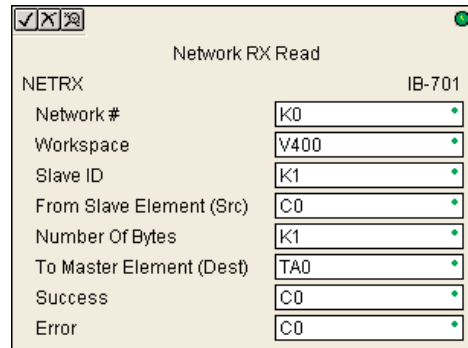 Network RX Read
NETRX IB-701
Network # K0
Workspace V400
Slave ID K1
From Slave Element (Src) C0
Number Of Bytes K1
To Master Element (Dest) TA0
Success C0
Error C0